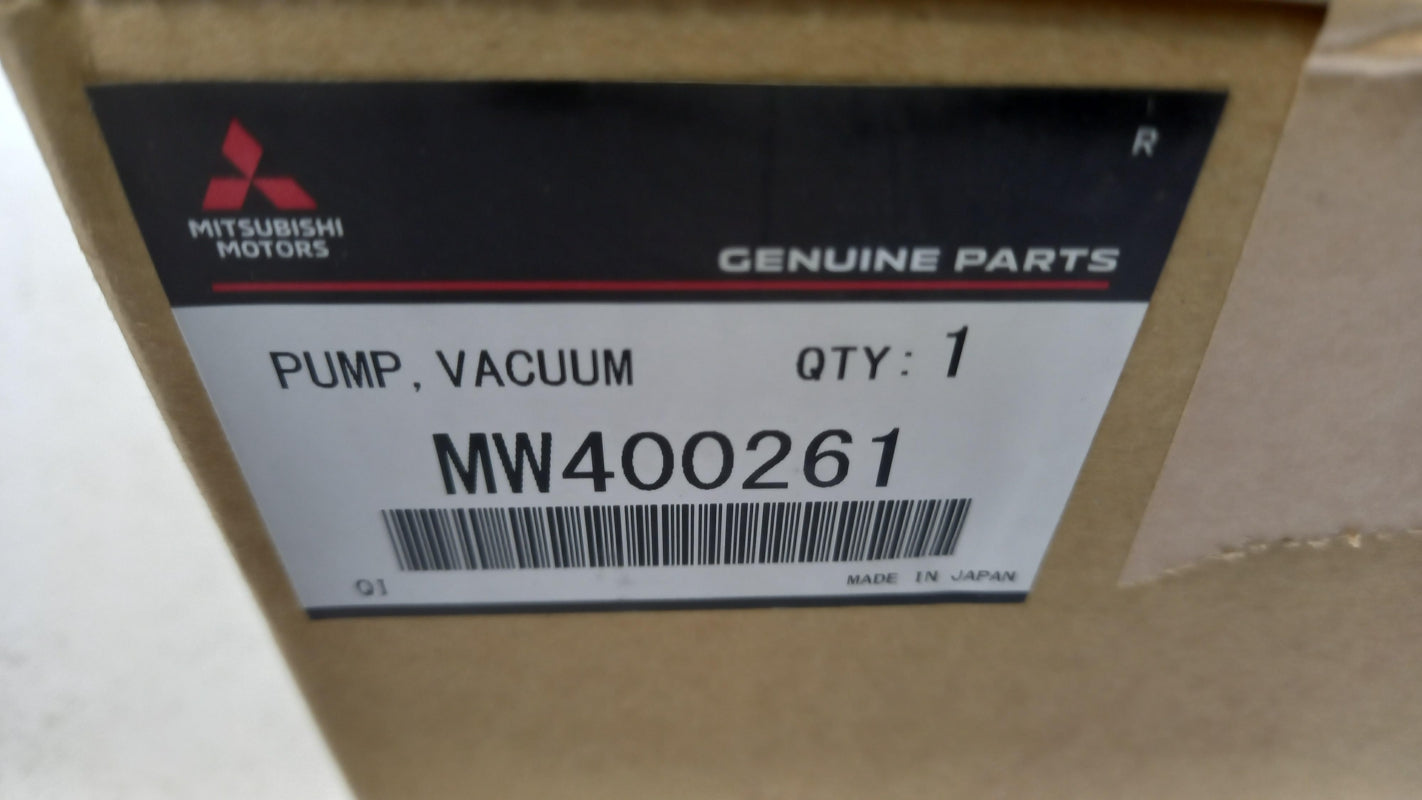 R
MITSUBISHI
MOTORS
GENUINE PARTS
PUMP, VACUUM QTY: 1
MW400261
QI MADE IN JAPAN